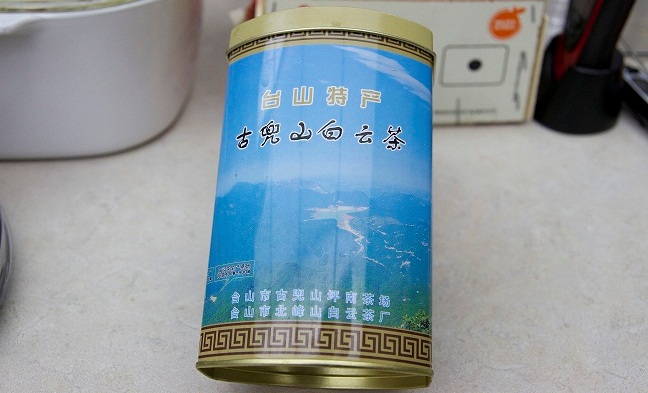 台山特产
古兜山白云茶
台山市古兜山坪南茶场
台山市北峰山白云茶厂